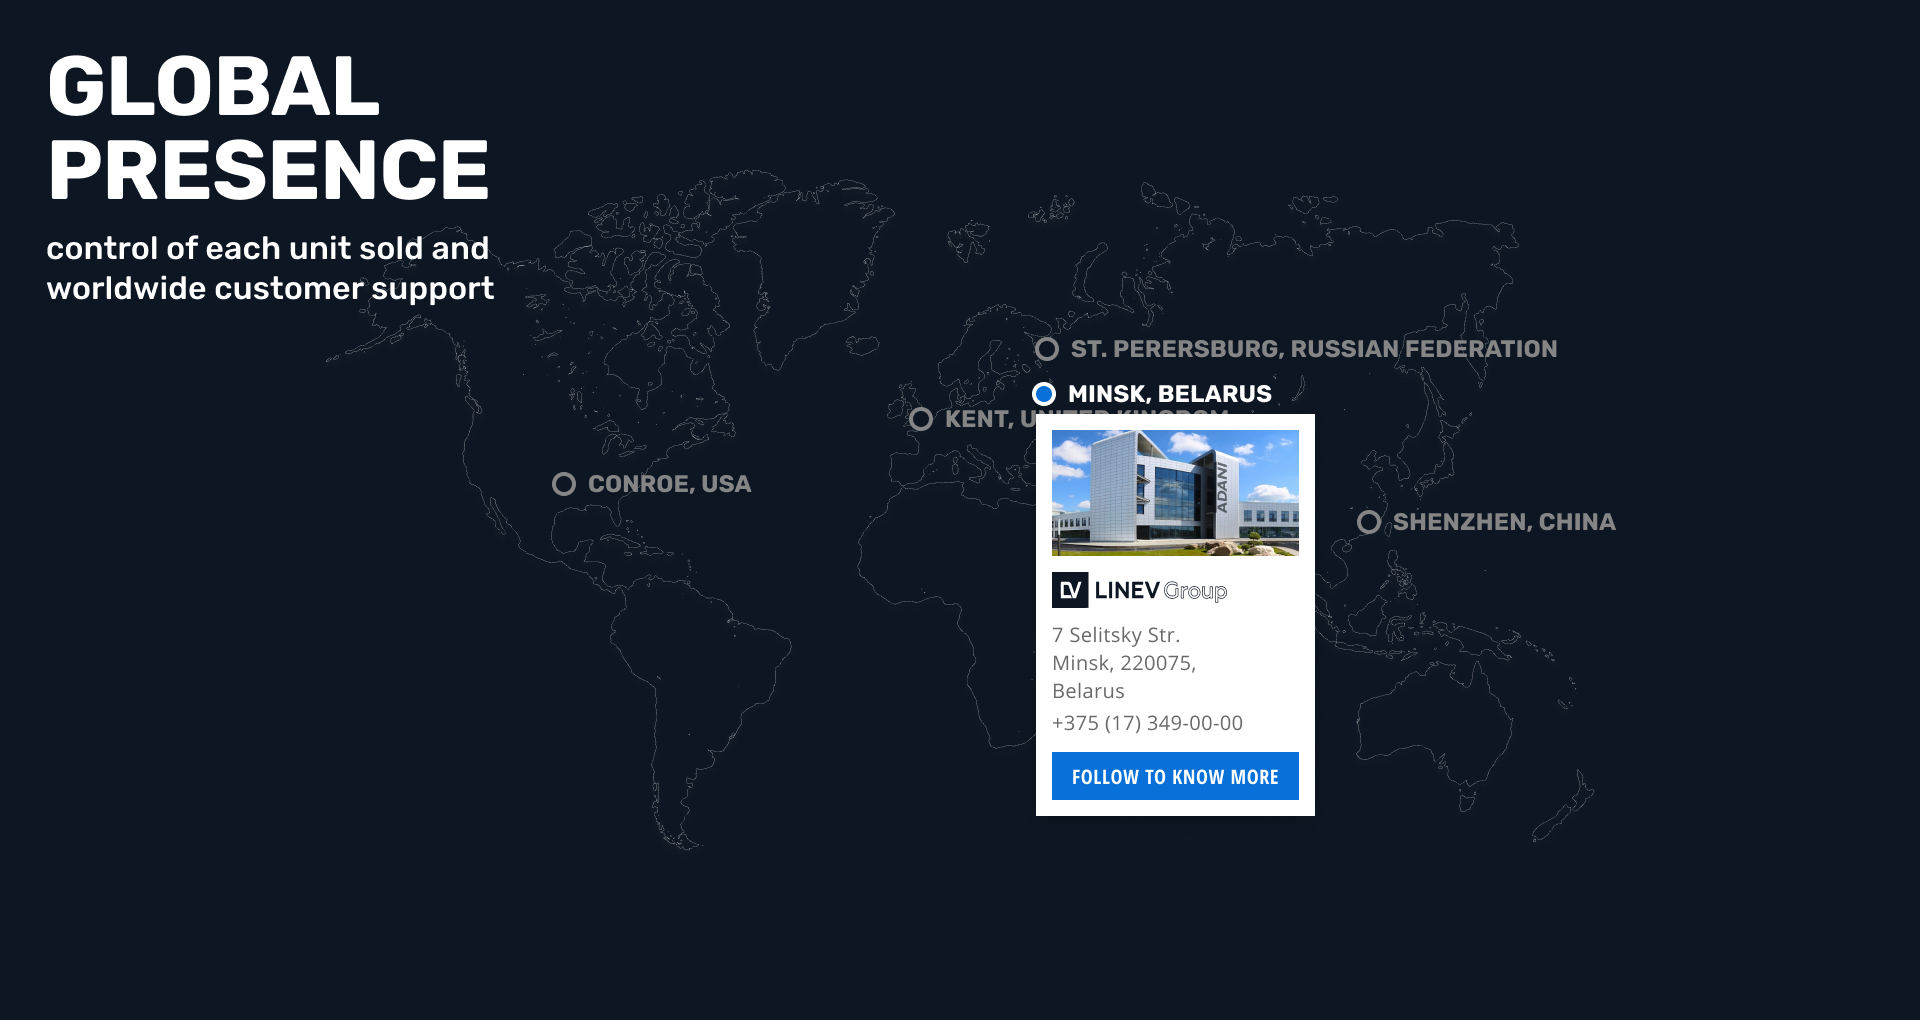 GLOBAL
PRESENCE
control of each unit sold and
worldwide customer support
ST. PERERSBURG, RUSSIAN FEDERATION
MINSK, BELARUS
KENT, UNITED KINGDOM
CONROE, USA
SHENZHEN, CHINA
ADANI
LINEV Group
7 Selitsky Str.
Minsk, 220075,
Belarus
+375 (17) 349-00-00
FOLLOW TO KNOW MORE